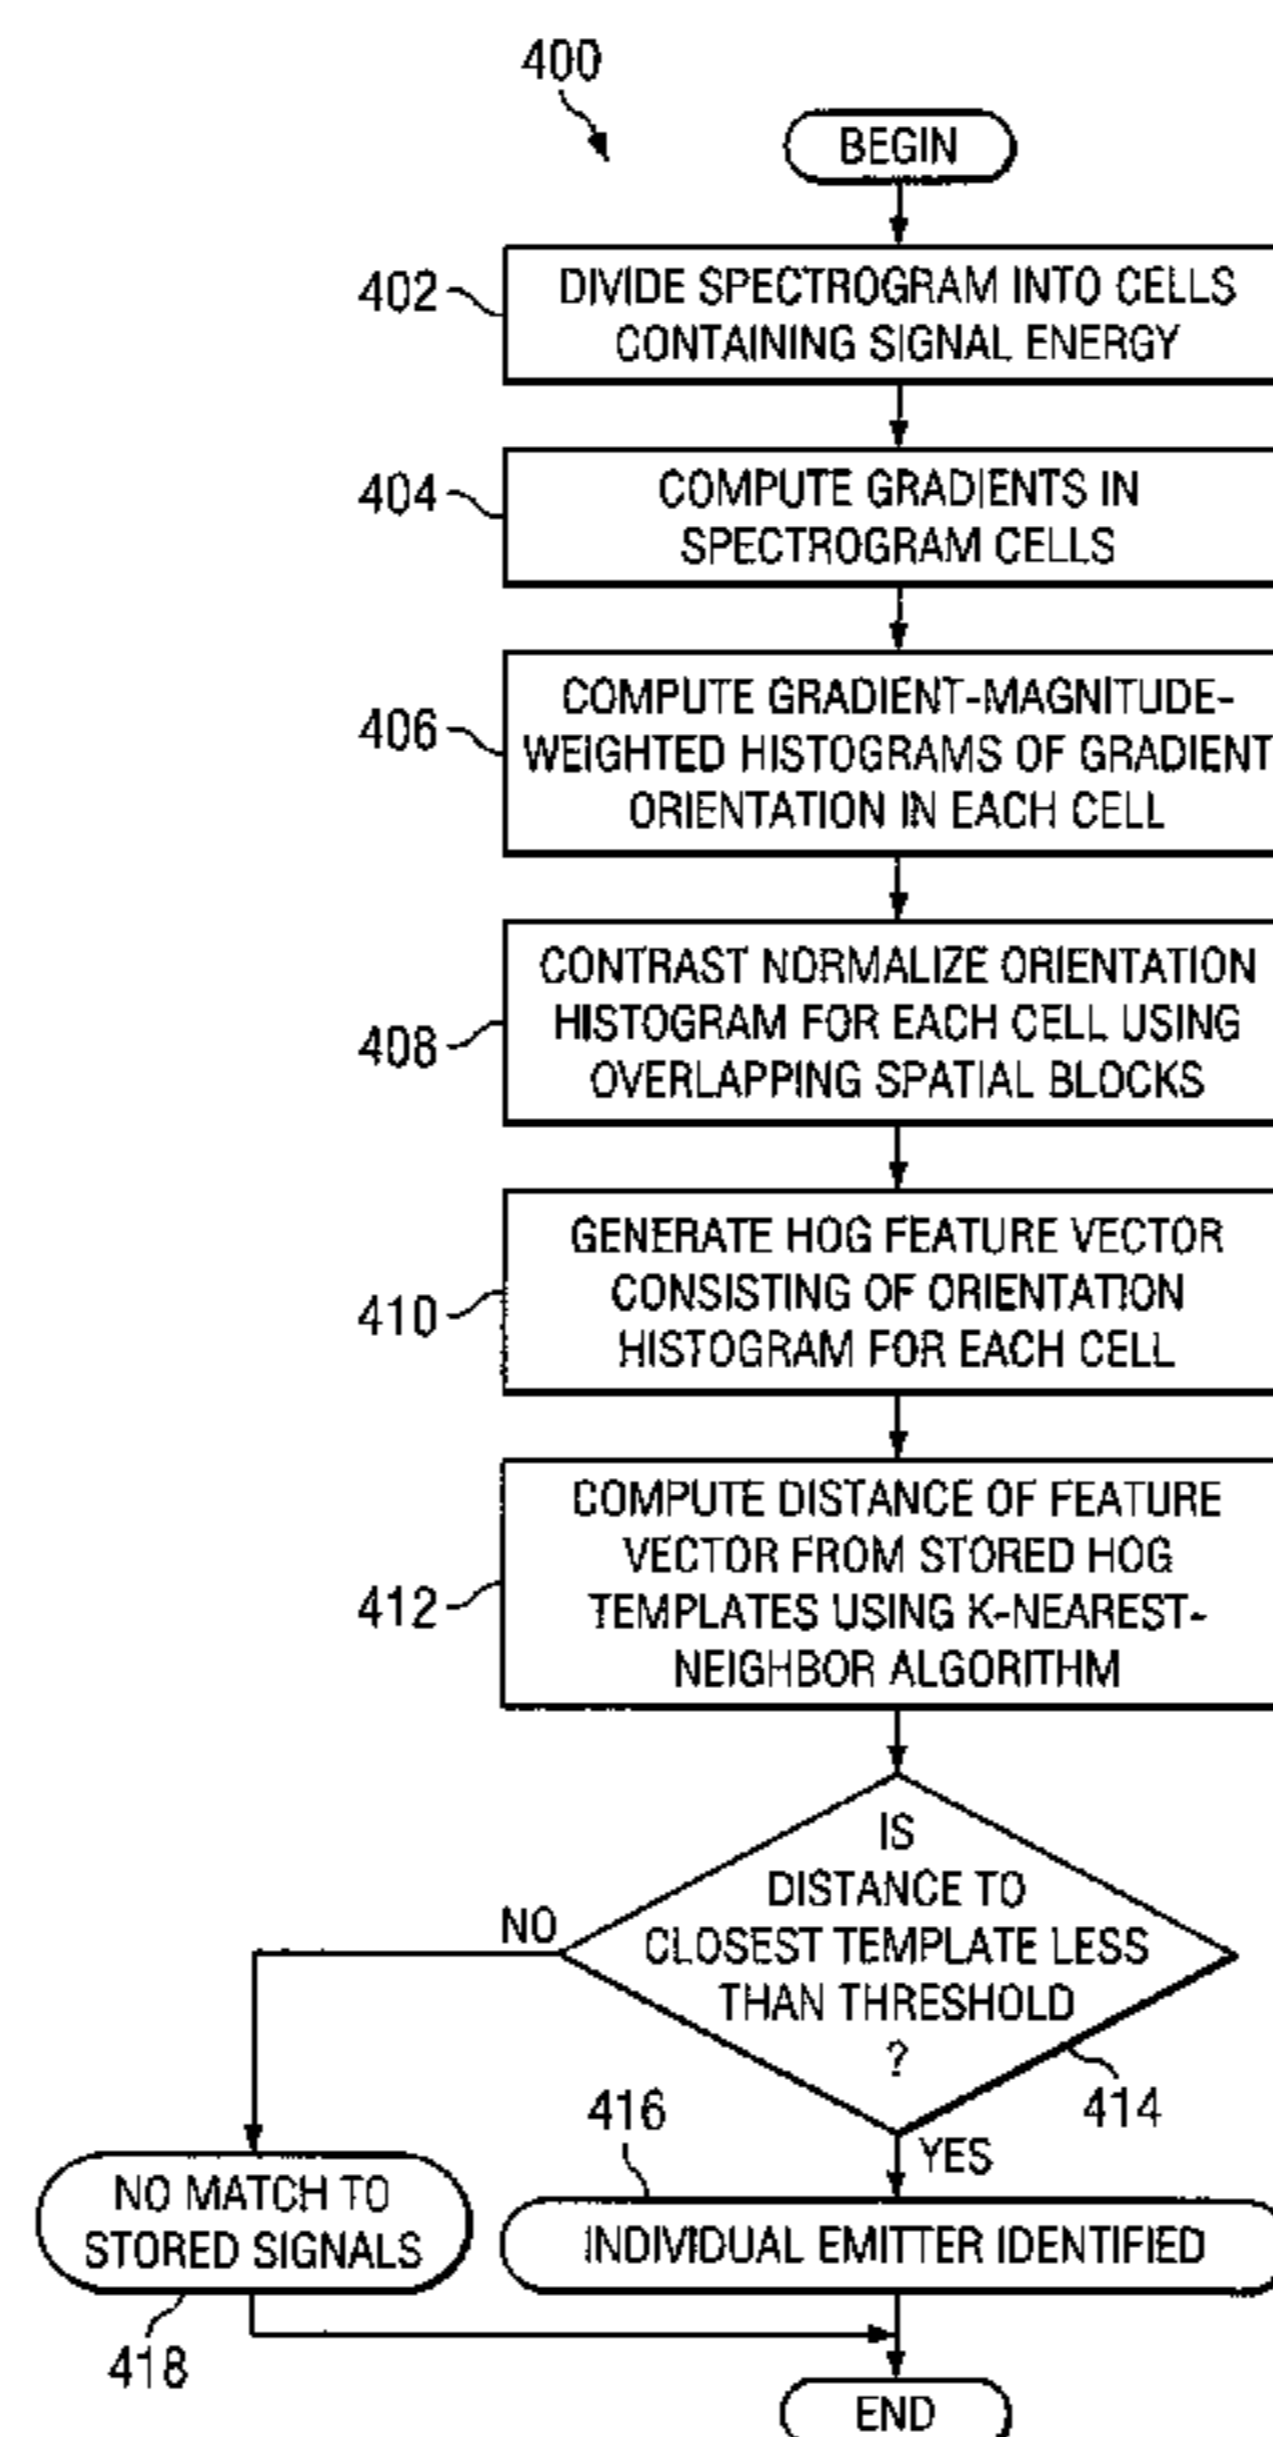 400
BEGIN
402
DIVIDE SPECTROGRAM INTO CELLS
CONTAINING SIGNAL ENERGY
404
COMPUTE GRADIENTS IN
SPECTROGRAM CELLS
406
COMPUTE GRADIENT-MAGNITUDE-
WEIGHTED HISTOGRAMS OF GRADIENT
ORIENTATION IN EACH CELL
408
CONTRAST NORMALIZE ORIENTATION
HISTOGRAM FOR EACH CELL USING
OVERLAPPING SPATIAL BLOCKS
410
GENERATE HOG FEATURE VECTOR
CONSISTING OF ORIENTATION
HISTOGRAM FOR EACH CELL
412
COMPUTE DISTANCE OF FEATURE
VECTOR FROM STORED HOG
TEMPLATES USING K-NEAREST-
NEIGHBOR ALGORITHM
IS
DISTANCE TO
CLOSEST TEMPLATE LESS
THAN THRESHOLD
?
NO
414
416
YES
NO MATCH TO
STORED SIGNALS
INDIVIDUAL EMITTER IDENTIFIED
418
END